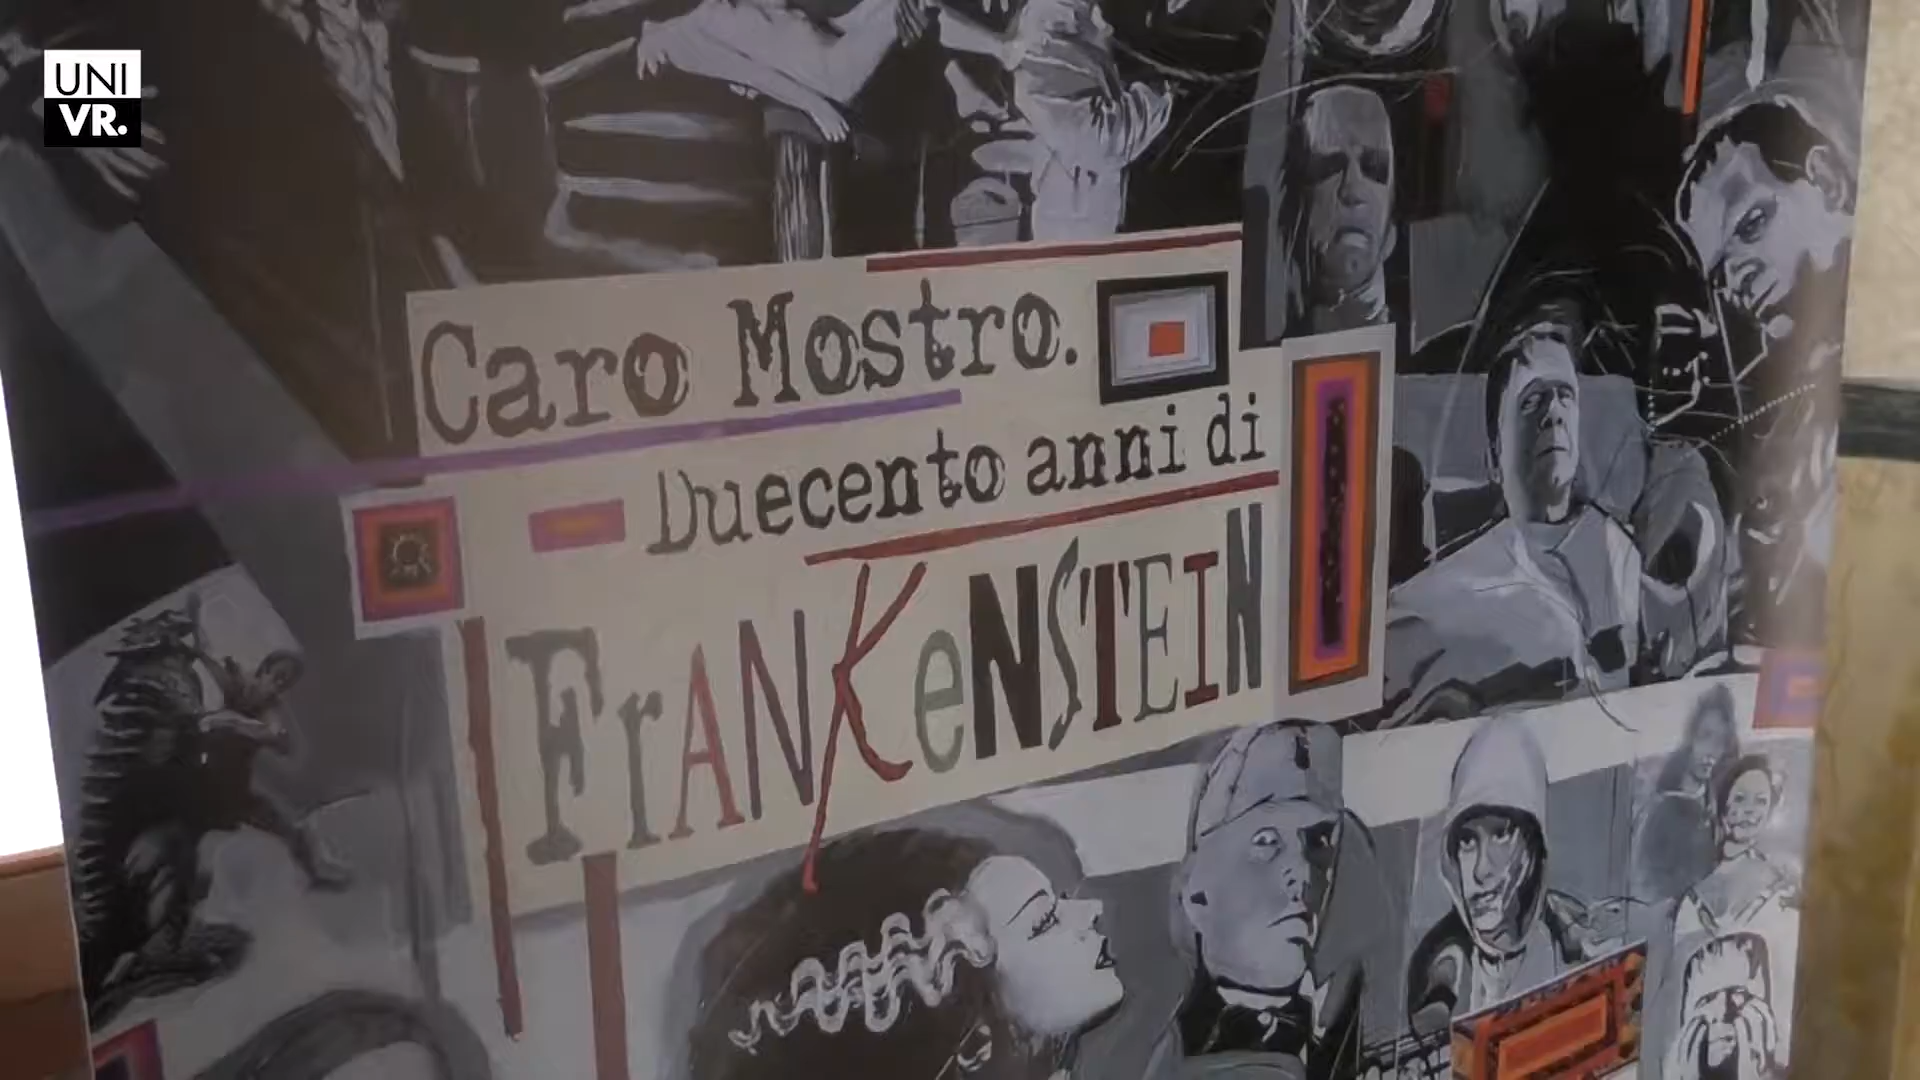 UNI
VR.
Caro Mostro.
Duecento anni di
FrANKeNSTEIN